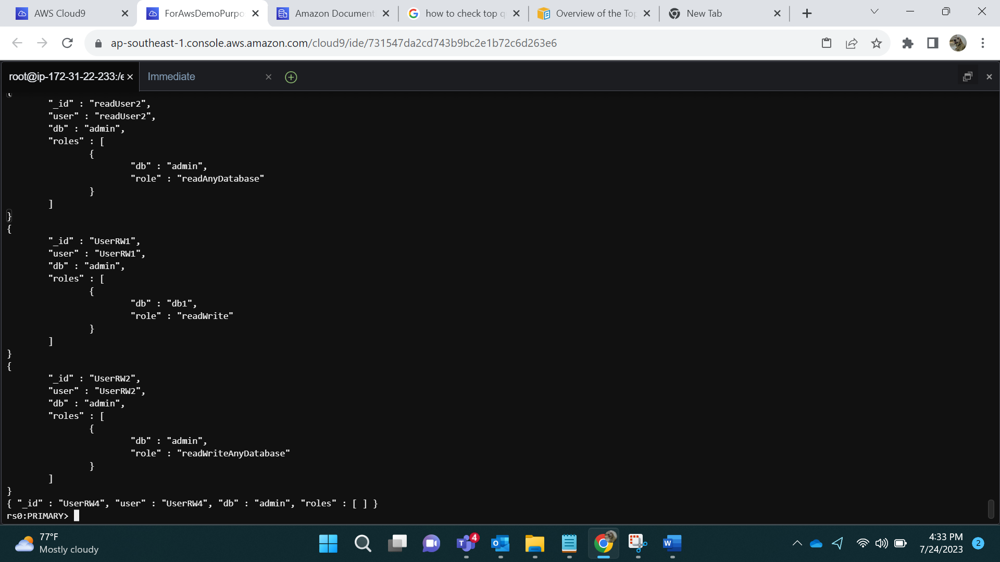 AWS Cloud9
ForAwsDemoPurpo
Amazon Document
how to check top q
Overview of the Top
New Tab
ap-southeast-1.console.aws.amazon.com/cloud9/ide/731547da2cd743b9bc2e1b72c6d263e6
root@ip-172-31-22-233:/e
Immediate
{
"_id" : "readUser2",
"user" : "readUser2",
"db" : "admin",
"roles" : [
{
"db" : "admin",
"role" : "readAnyDatabase"
}
]
}
{
"_id" : "UserRW1",
"user" : "UserRW1",
"db" : "admin",
"roles" : [
{
"db" : "db1",
"role" : "readWrite"
}
]
}
{
"_id" : "UserRW2",
"user" : "UserRW2",
"db" : "admin",
"roles" : [
{
"db" : "admin",
"role" : "readWriteAnyDatabase"
}
]
}
{ "_id" : "UserRW4", "user" : "UserRW4", "db" : "admin", "roles" : [ ] }
rs0:PRIMARY>
77°F
Mostly cloudy
4
4:33 PM
7/24/2023
2